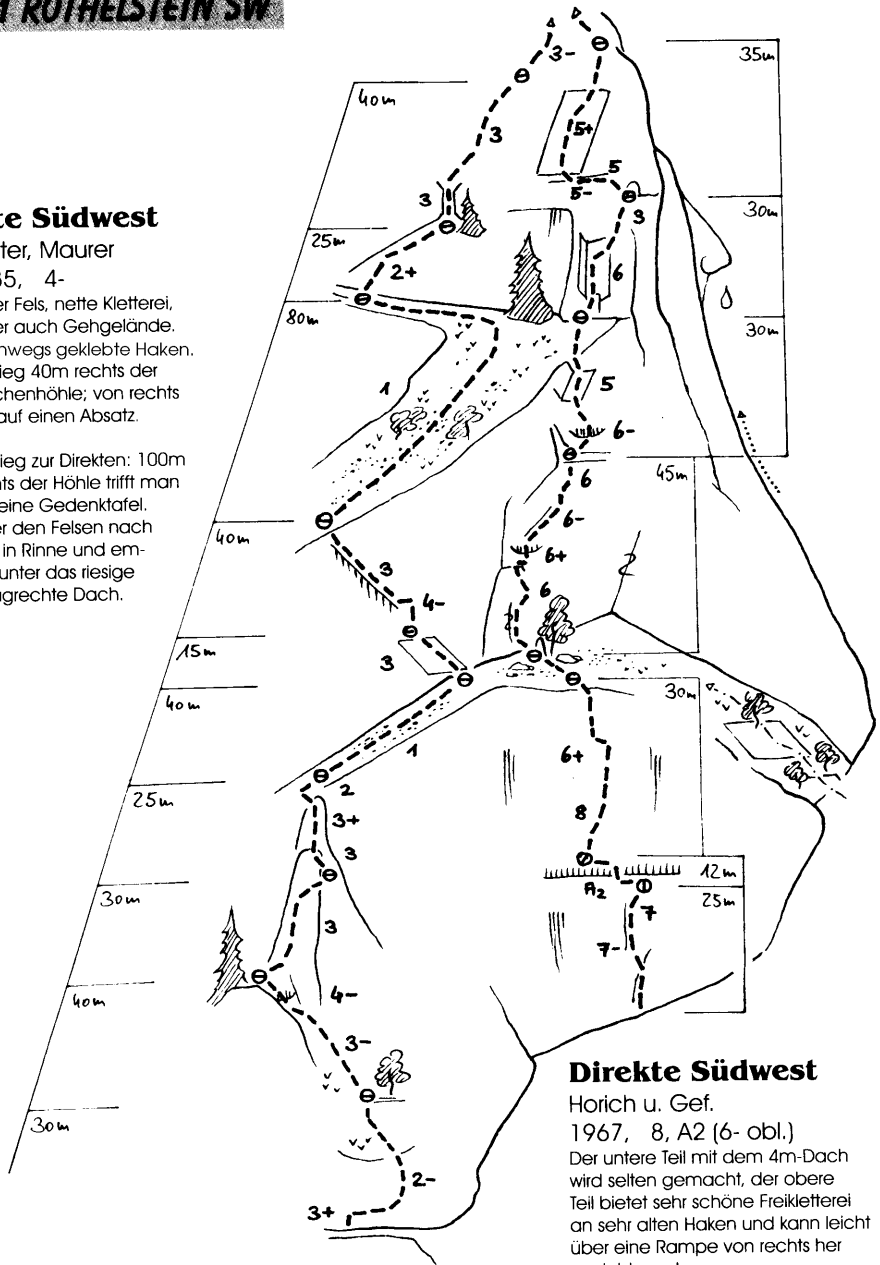 RÖTHELSTEIN SW
te Südwest
ter, Maurer
35, 4-
er Fels, nette Kletterei,
er auch Gehgelände.
nwegs geklebte Haken.
ieg 40m rechts der
chenhöhle; von rechts
auf einen Absatz.
ieg zur Direkten: 100m
nts der Höhle trifft man
eine Gedenktafel.
er den Felsen nach
in Rinne und em-
unter das riesige
agrechte Dach.
40m
25m
80m
40m
15m
40m
25m
30m
40m
30m
3-
3
3
2+
1
3
4-
3
1
2
3+
3
3
4-
3-
2-
3+
35m
30m
30m
45m
30m
12m
25m
5+
5
5-
3
6
5
6-
6
6-
6+
6
6+
8
A2
7
7-
Direkte Südwest
Horich u. Gef.
1967, 8, A2 (6- obl.)
Der untere Teil mit dem 4m-Dach
wird selten gemacht, der obere
Teil bietet sehr schöne Freikletterei
an sehr alten Haken und kann leicht
über eine Rampe von rechts her